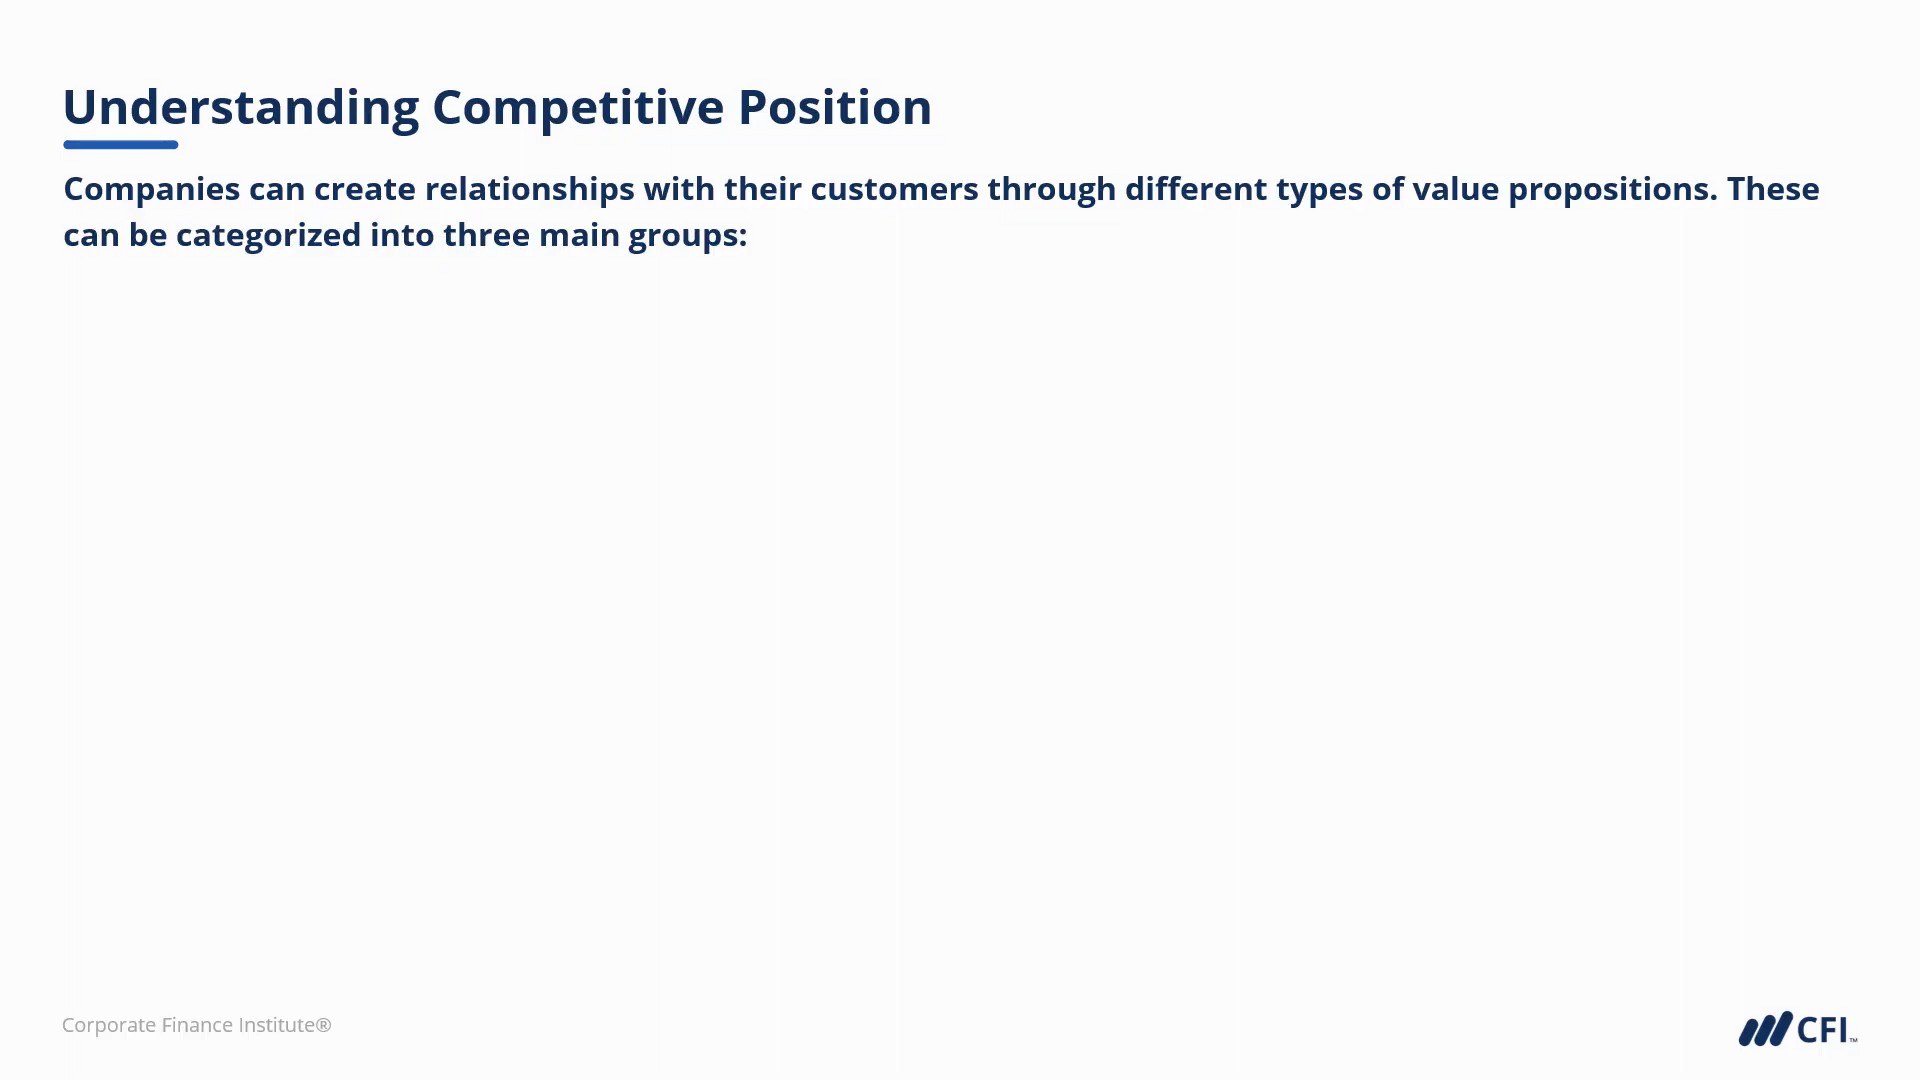 Understanding Competitive Position
Companies can create relationships with their customers through different types of value propositions. These
can be categorized into three main groups:
Corporate Finance Institute®
CFI™